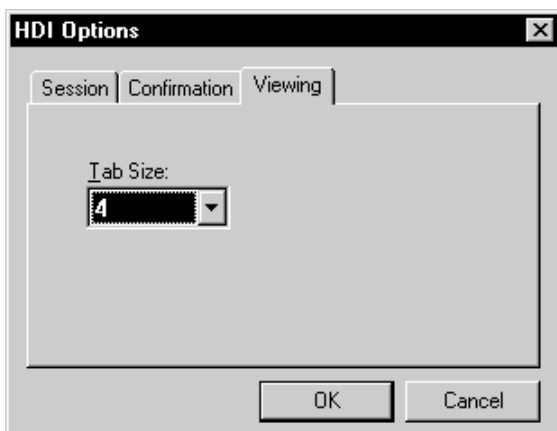 HDI Options
Session Confirmation Viewing
Tab Size:
4
OK Cancel